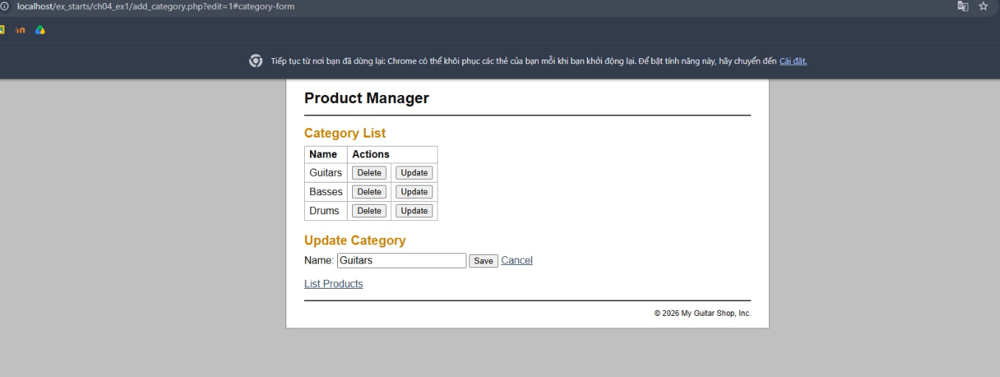 localhost/ex_starts/ch04_ex1/add_category.php?edit=1#category-form
in
Tiếp tục từ nơi bạn đã dừng lại: Chrome có thể khôi phục các thẻ của bạn mỗi khi bạn khởi động lại. Để bật tính năng này, hãy chuyển đến Cài đặt.
Product Manager
Category List
Name Actions
Guitars Delete Update
Basses Delete Update
Drums Delete Update
Update Category
Name: Guitars Save Cancel
List Products
© 2026 My Guitar Shop, Inc.